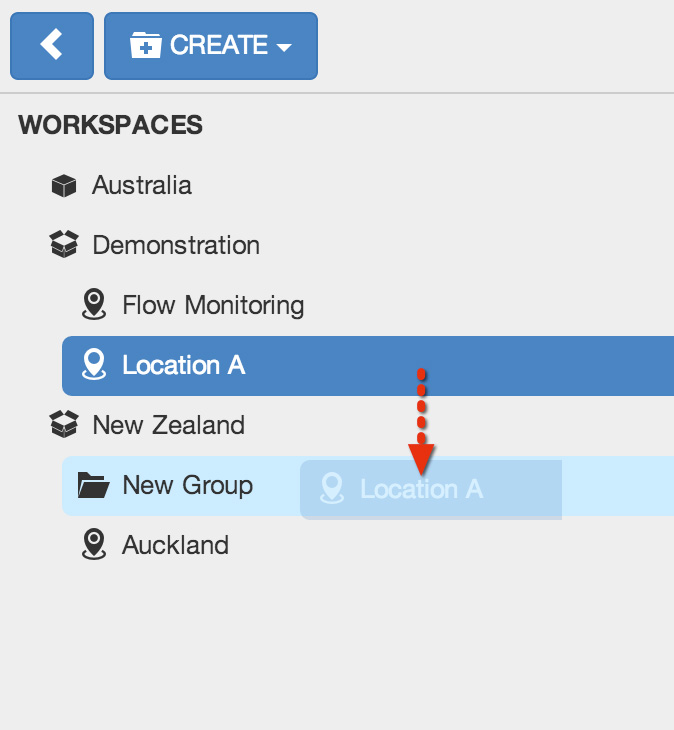 CREATE
WORKSPACES
Australia
Demonstration
Flow Monitoring
Location A
New Zealand
New Group
Location A
Auckland